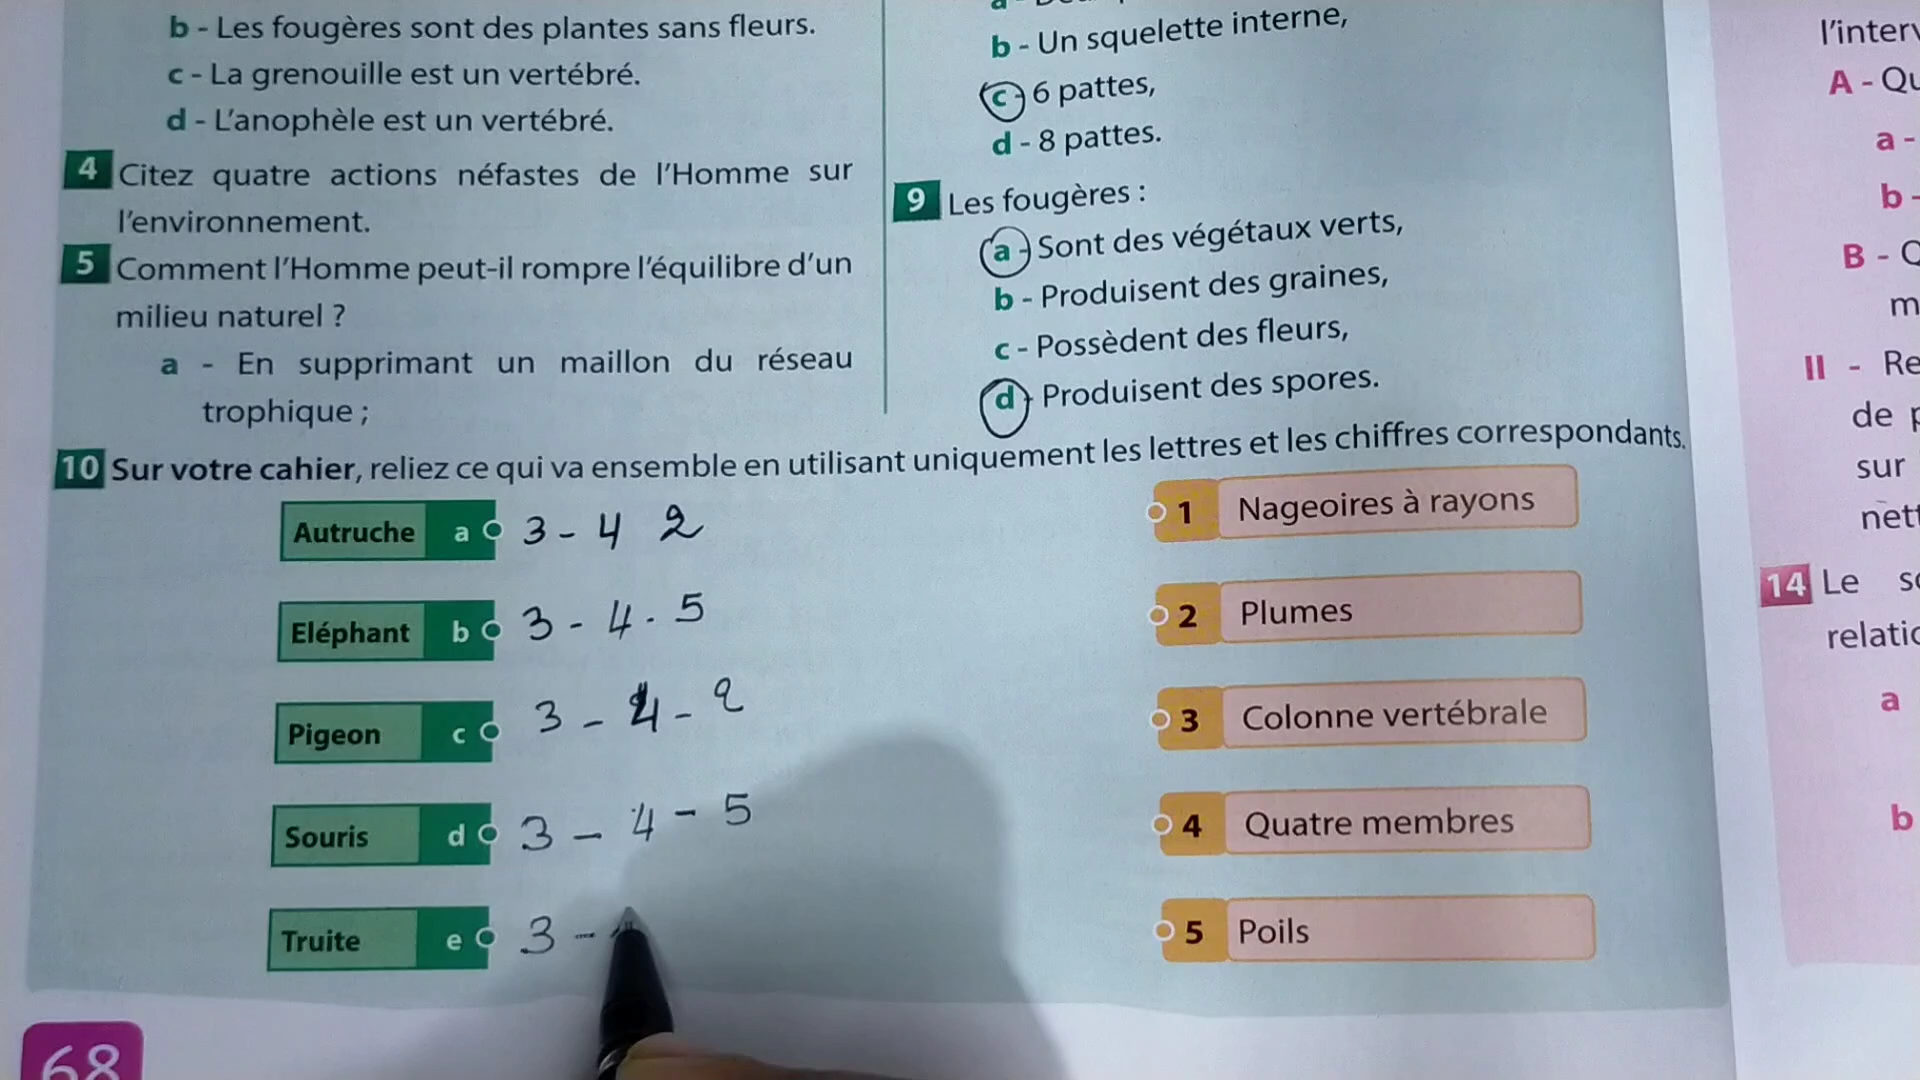 b - Les fougères sont des plantes sans fleurs.
c - La grenouille est un vertébré.
d - L'anophèle est un vertébré.
4 Citez quatre actions néfastes de l'Homme sur
l'environnement.
5 Comment l'Homme peut-il rompre l'équilibre d'un
milieu naturel ?
a - En supprimant un maillon du réseau
trophique ;
b - Un squelette interne,
c - 6 pattes,
d - 8 pattes.
9 Les fougères :
a - Sont des végétaux verts,
b - Produisent des graines,
c - Possèdent des fleurs,
d - Produisent des spores.
10 Sur votre cahier, reliez ce qui va ensemble en utilisant uniquement les lettres et les chiffres correspondants.
Autruche a 3 - 4 2
Eléphant b 3 - 4 . 5
Pigeon c 3 - 4 - 2
Souris d 3 - 4 - 5
Truite e 3 -
1 Nageoires à rayons
2 Plumes
3 Colonne vertébrale
4 Quatre membres
5 Poils
68
A -
a -
b -
B -
II - Re
de
sur
nett
14 Le
a
b